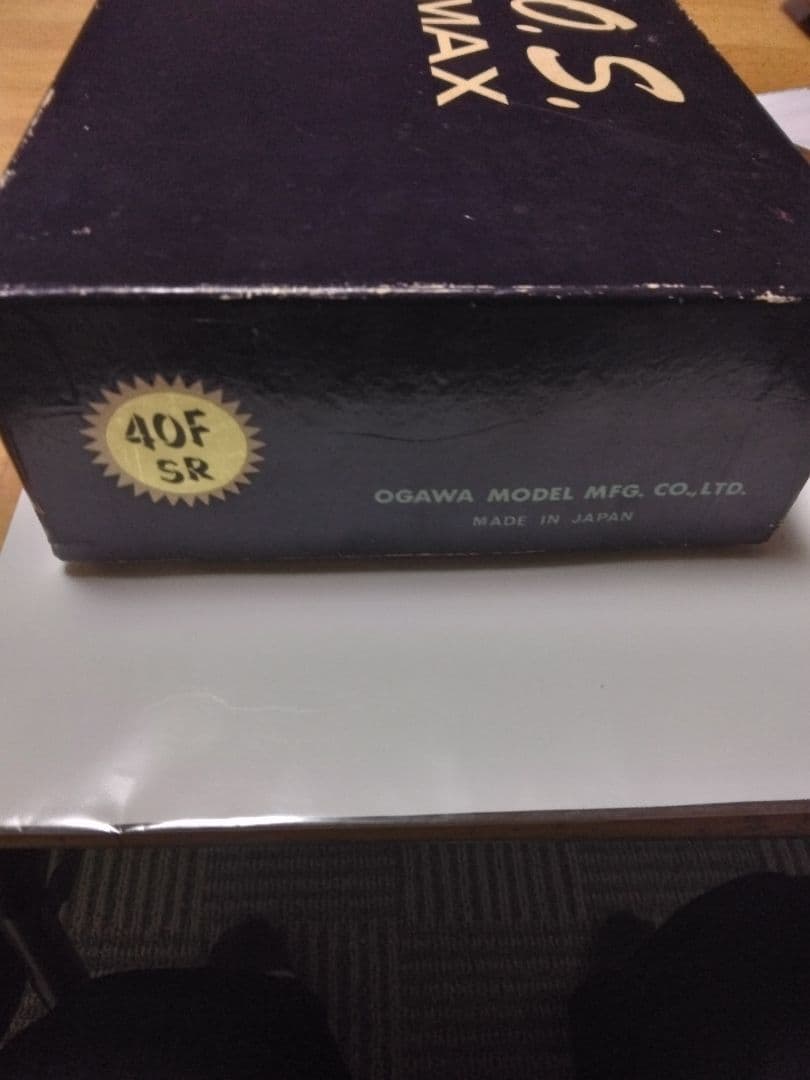 O.S.
MAX
40F
SR
OGAWA MODEL MFG. CO., LTD.
MADE IN JAPAN